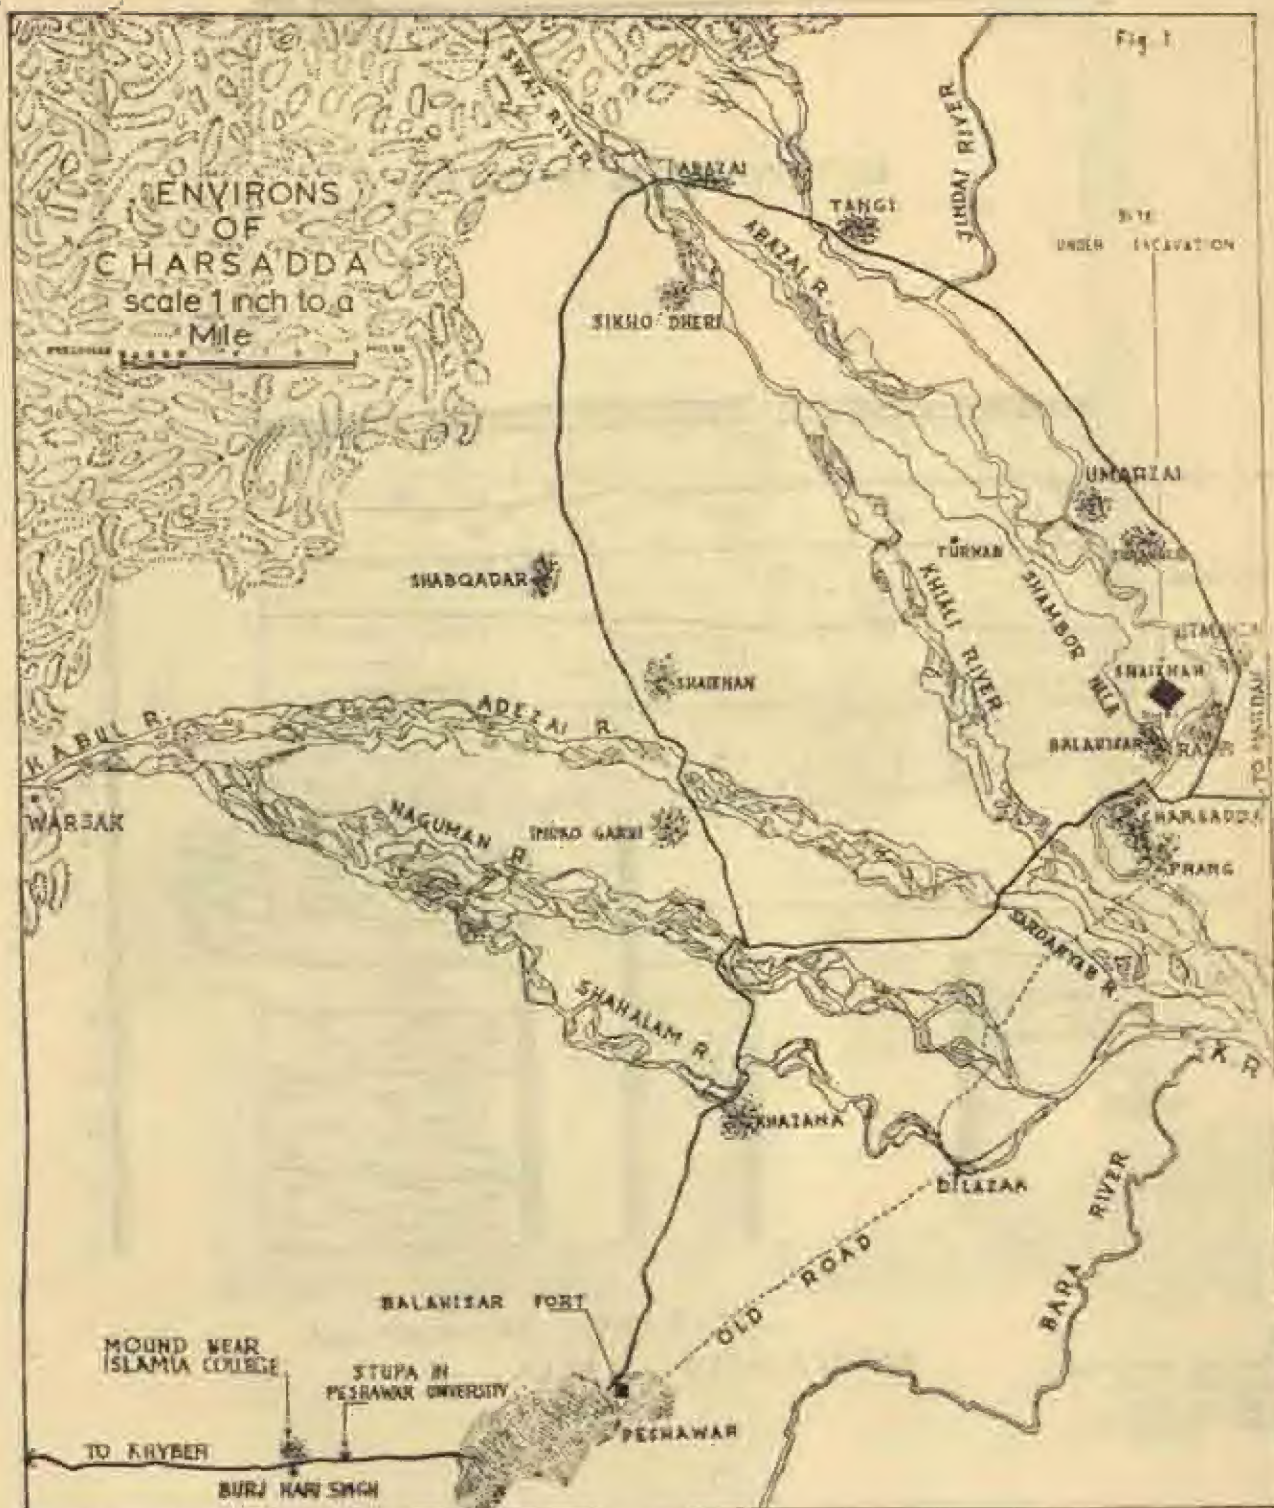 Fig. 1
SWAT RIVER
JINDAI RIVER
ABAZAI
TANGI
ENVIRONS
OF
CHARSADDA
scale 1 inch to a
Mile
SITE
UNDER EXCAVATION
ABAZAI R.
SIKHO DHERI
UMARZAI
TURNAB
SHABQADAR
KHIALI RIVER
SHAMBOR
SHAIKHAN
SHAIKHAN
KABUL R.
ADEZAI R.
BALAHISAR
RAJAR
TO MARDAN
WARSAK
NAGUMAN R.
CHARSADDA
PRANG
SARDARYAB R.
SHAHALAM R.
K R
KHAZANA
DILAZAK
BARA RIVER
OLD ROAD
BALAHISAR FORT
MOUND NEAR
ISLAMIA COLLEGE
STUPA IN
PESHAWAR UNIVERSITY
PESHAWAR
TO KHYBER
BURJ HARI SINGH